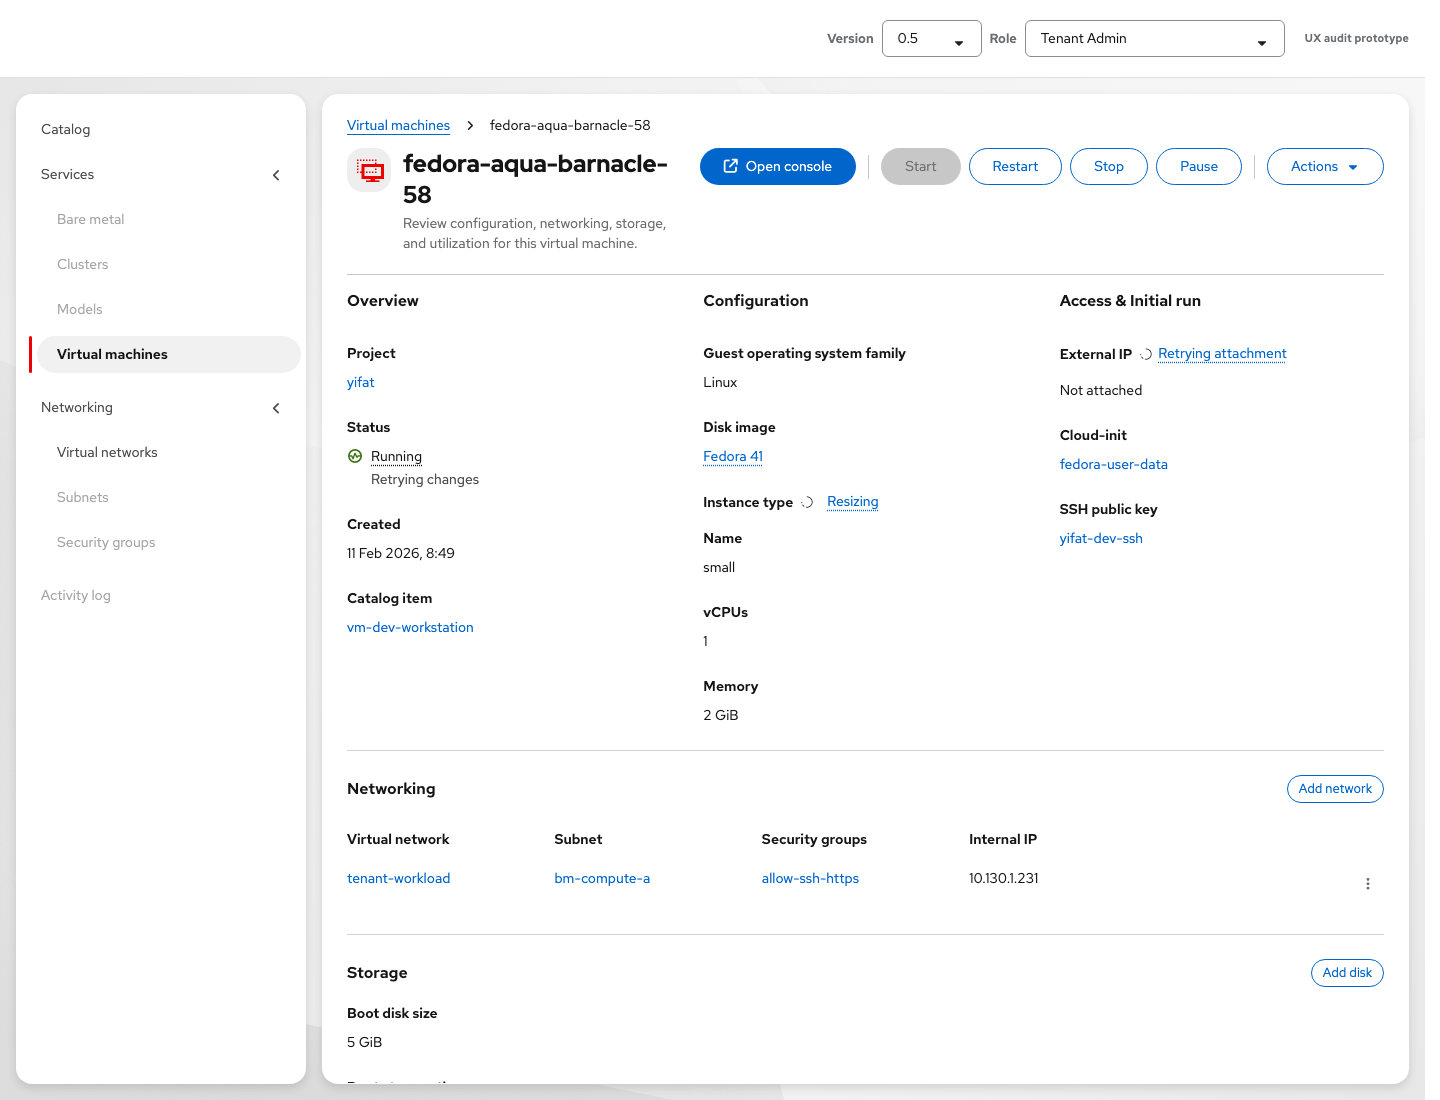 Version
0.5
Role
Tenant Admin
UX audit prototype
Catalog
Services
Bare metal
Clusters
Models
Virtual machines
Networking
Virtual networks
Subnets
Security groups
Activity log
Virtual machines
fedora-aqua-barnacle-58
fedora-aqua-barnacle-
58
Review configuration, networking, storage,
and utilization for this virtual machine.
Open console
Start
Restart
Stop
Pause
Actions
Overview
Project
yifat
Status
Running
Retrying changes
Created
11 Feb 2026, 8:49
Catalog item
vm-dev-workstation
Configuration
Guest operating system family
Linux
Disk image
Fedora 41
Instance type
Resizing
Name
small
vCPUs
1
Memory
2 GiB
Access & Initial run
External IP
Retrying attachment
Not attached
Cloud-init
fedora-user-data
SSH public key
yifat-dev-ssh
Networking
Add network
Virtual network
Subnet
Security groups
Internal IP
tenant-workload
bm-compute-a
allow-ssh-https
10.130.1.231
Storage
Add disk
Boot disk size
5 GiB